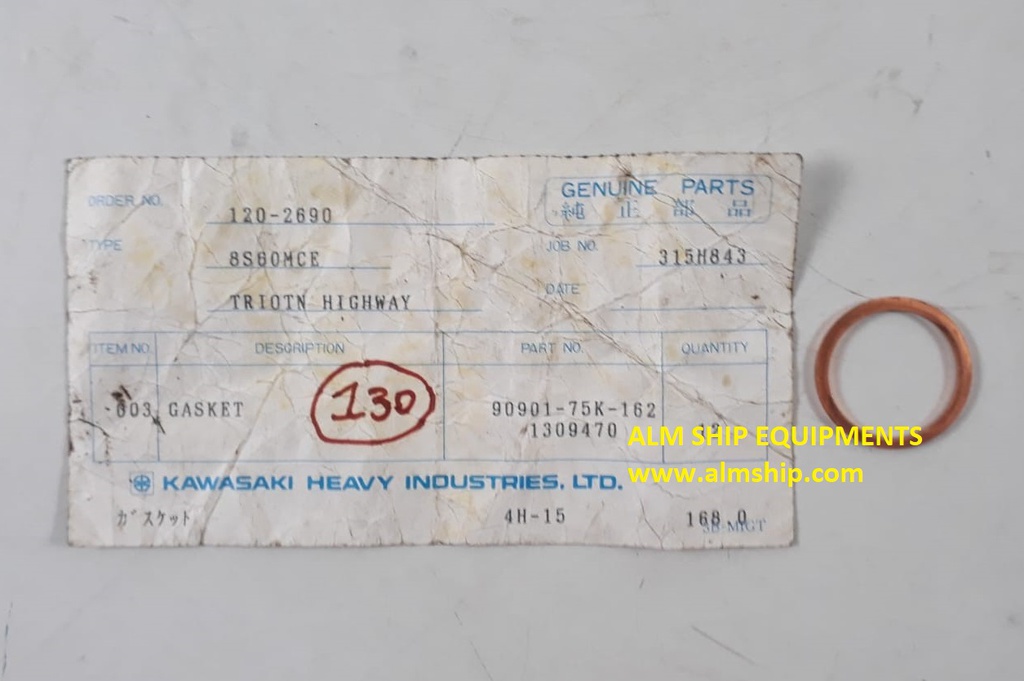 GENUINE PARTS
純正部品
ORDER NO. 120-2690
TYPE 8S60MCE JOB NO. 315H843
TRIOTN HIGHWAY DATE
ITEM NO. DESCRIPTION PART NO. QUANTITY
003 GASKET 130 90901-75K-162
1309470 12
ALM SHIP EQUIPMENTS
www.almship.com
KAWASAKI HEAVY INDUSTRIES, LTD.
ガスケット 4H-15 168.0